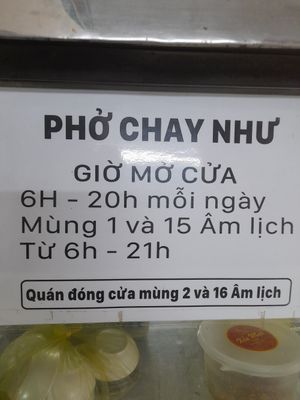 PHỞ CHAY NHƯ
GIỜ MỞ CỬA
6H - 20h mỗi ngày
Mùng 1 và 15 Âm lịch
Từ 6h - 21h
Quán đóng cửa mùng 2 và 16 Âm lịch